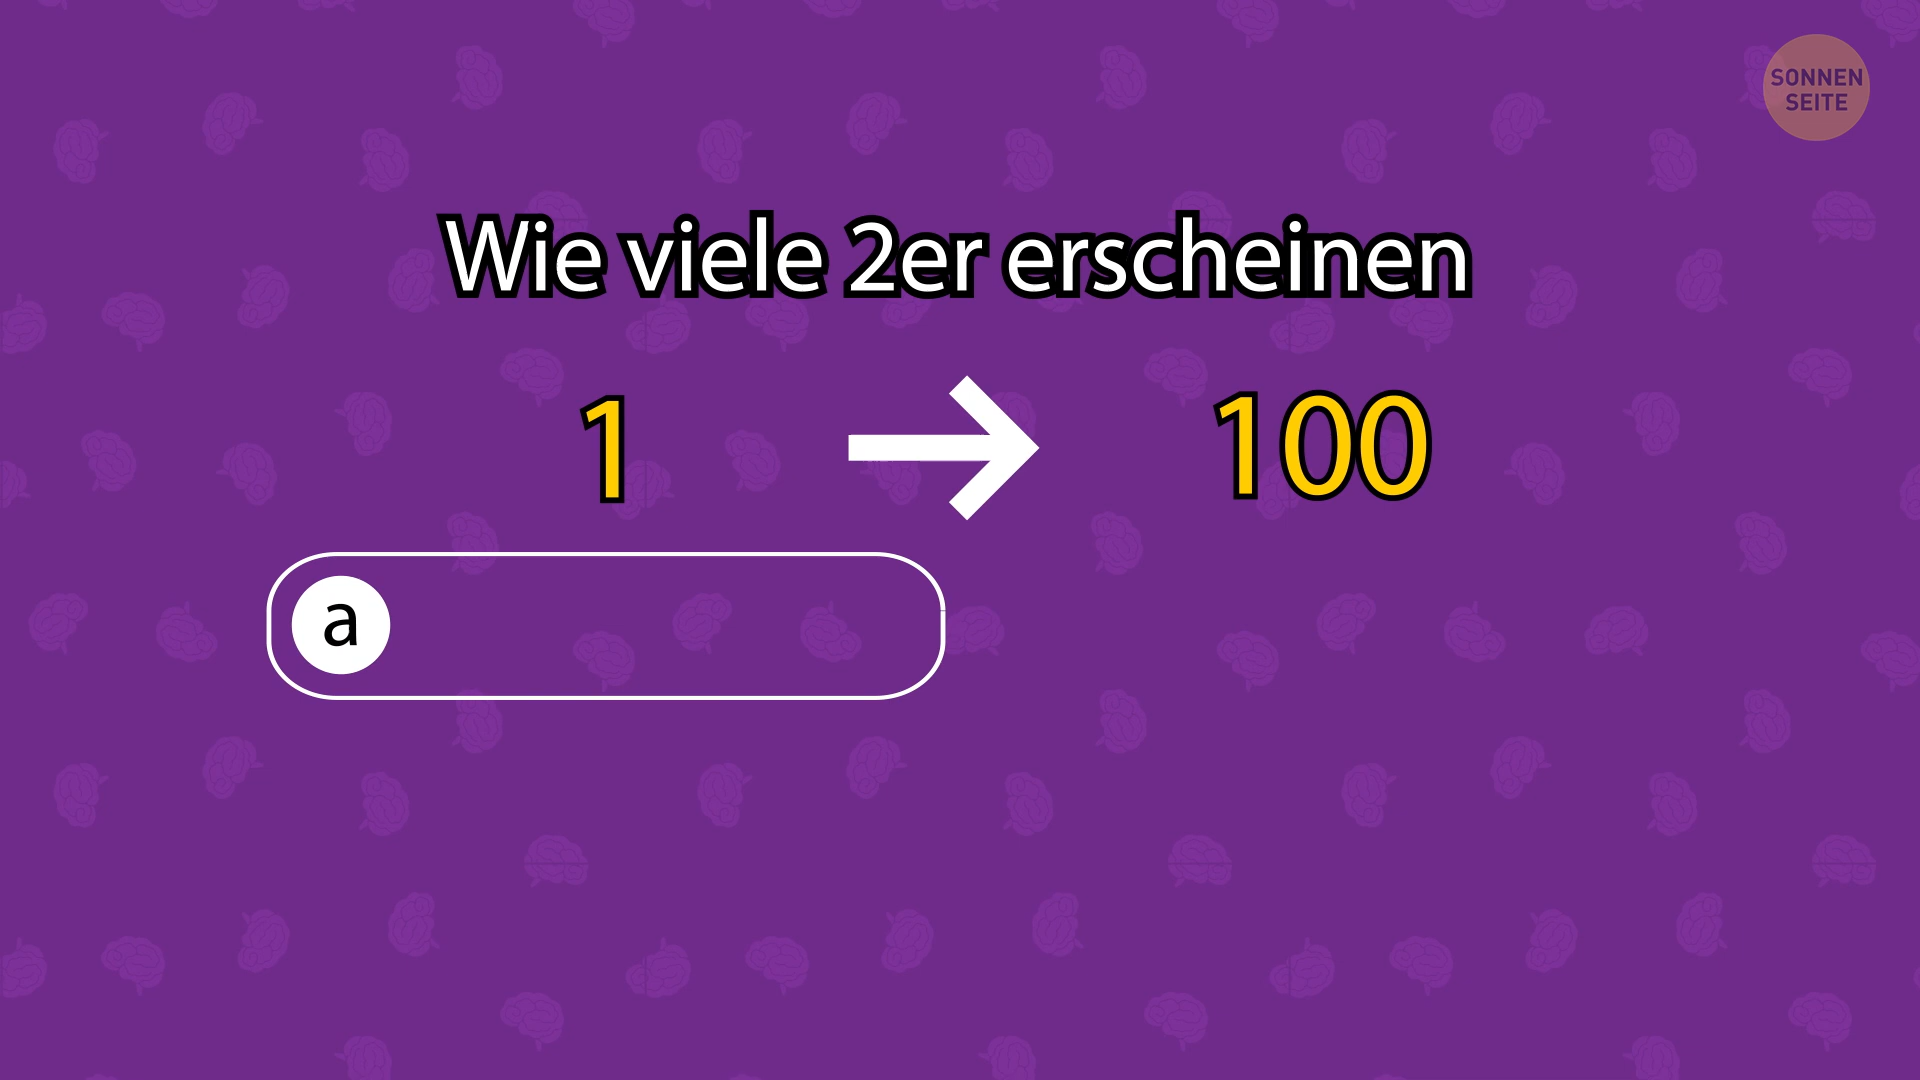 SONNEN
SEITE
Wie viele 2er erscheinen
1 → 100
a